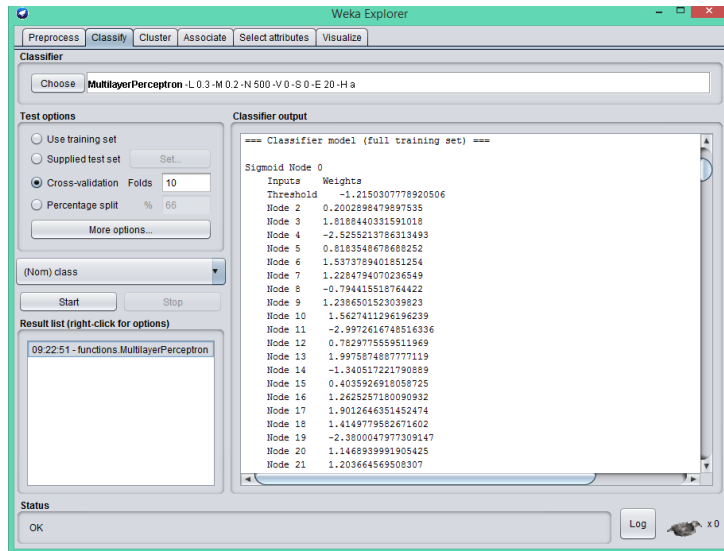 Weka Explorer
Preprocess Classify Cluster Associate Select attributes Visualize
Classifier
Choose MultilayerPerceptron -L 0.3 -M 0.2 -N 500 -V 0 -S 0 -E 20 -H a
Test options
Use training set
Supplied test set Set...
Cross-validation Folds 10
Percentage split % 66
More options...
(Nom) class
Start Stop
Result list (right-click for options)
09:22:51 - functions.MultilayerPerceptron
Classifier output
=== Classifier model (full training set) ===
Sigmoid Node 0
Inputs Weights
Threshold -1.2150307778920506
Node 2 0.2002898479897535
Node 3 1.8188440331591018
Node 4 -2.5255213786313493
Node 5 0.8183548678688252
Node 6 1.5373789401851254
Node 7 1.2284794070236549
Node 8 -0.794415518764422
Node 9 1.2386501523039823
Node 10 1.5627411296196239
Node 11 -2.9972616748516336
Node 12 0.7829775559511969
Node 13 1.9975874887777119
Node 14 -1.340517221790889
Node 15 0.4035926918058725
Node 16 1.2625257180090932
Node 17 1.9012646351452474
Node 18 1.4149779582671602
Node 19 -2.3800047977309147
Node 20 1.1468939991905425
Node 21 1.203664569508307
Status
OK
Log x 0